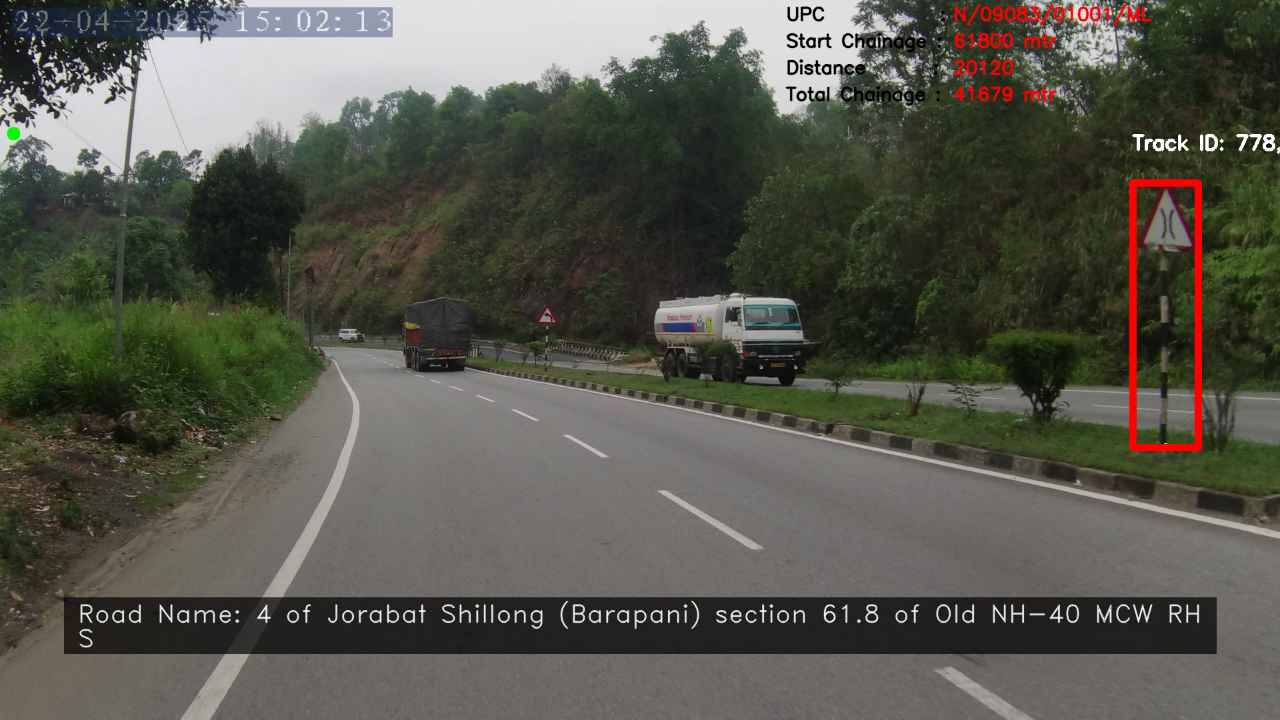 22-04-2025 15:02:13
UPC : N/09083/01001/ML
Start Chainage : 61800 mtr
Distance : 20120
Total Chainage : 41679 mtr
Track ID: 778,
Road Name: 4 of Jorabat Shillong (Barapani) section 61.8 of Old NH-40 MCW RH
S